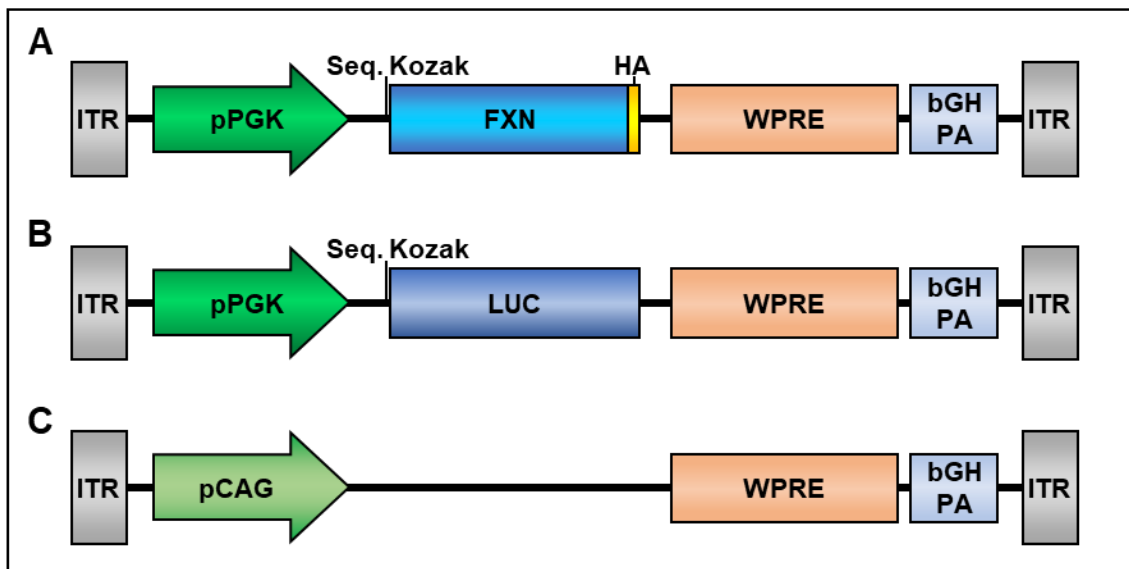 A
Seq. Kozak
HA
ITR
pPGK
FXN
WPRE
bGH
PA
ITR
B
Seq. Kozak
ITR
pPGK
LUC
WPRE
bGH
PA
ITR
C
ITR
pCAG
WPRE
bGH
PA
ITR